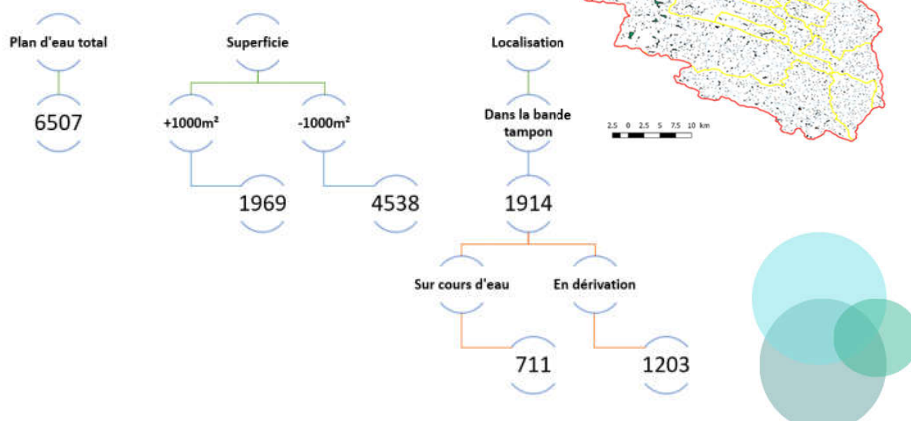 Plan d'eau total
6507
Superficie
+1000m²
-1000m²
1969
4538
Localisation
Dans la bande
tampon
1914
Sur cours d'eau
En dérivation
711
1203
2.5 0 2.5 5 7.5 10 km